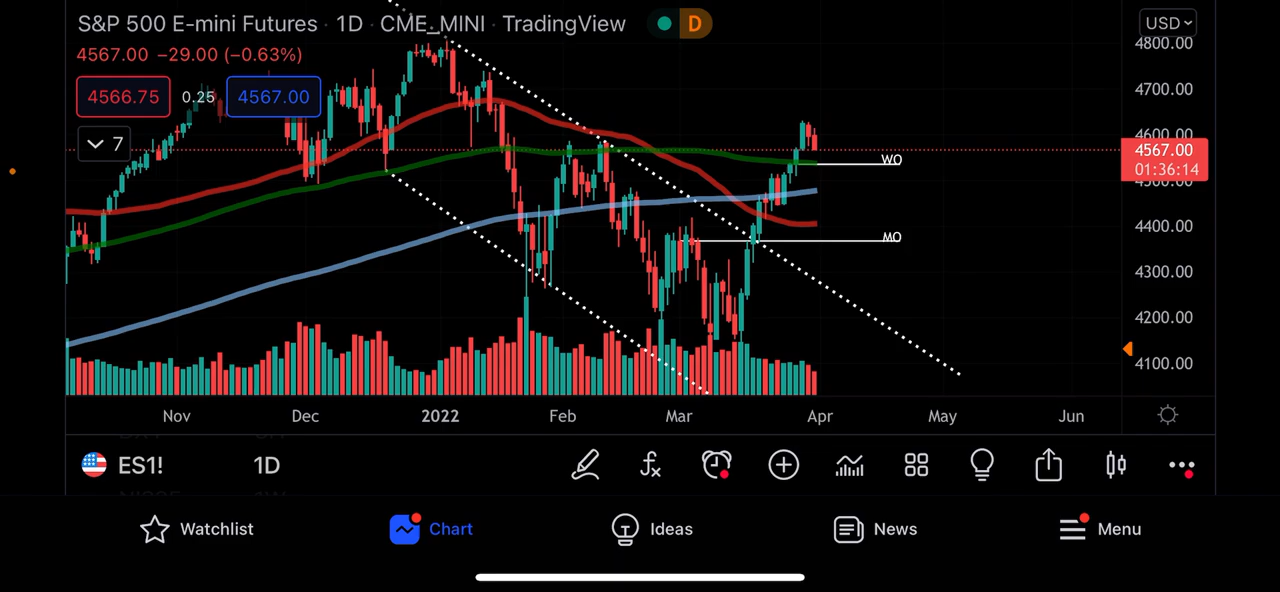 S&P 500 E-mini Futures · 1D · CME_MINI · TradingView D USD
4800.00
4567.00 −29.00 (−0.63%)
4566.75 0.25 4567.00
4700.00
7
4600.00
4567.00
01:36:14
WO
4500.00
4400.00
MO
4300.00
4200.00
4100.00
Nov Dec 2022 Feb Mar Apr May Jun
ES1! 1D
Watchlist Chart Ideas News Menu